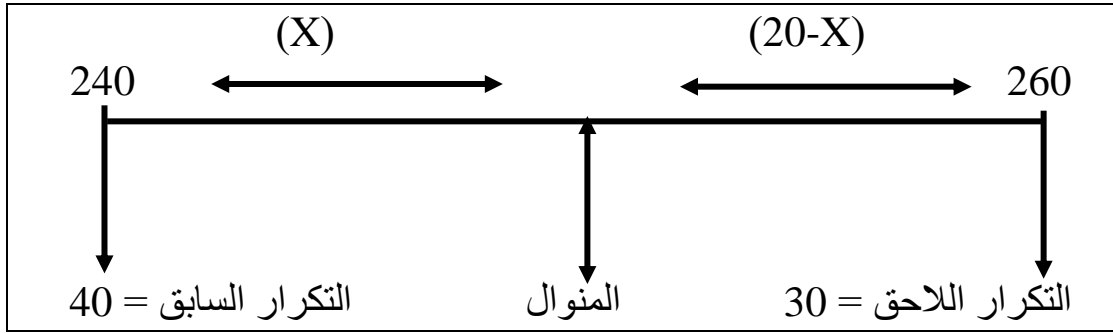 (X) (20-X)
240 260
التكرار السابق = 40 المنوال التكرار اللاحق = 30